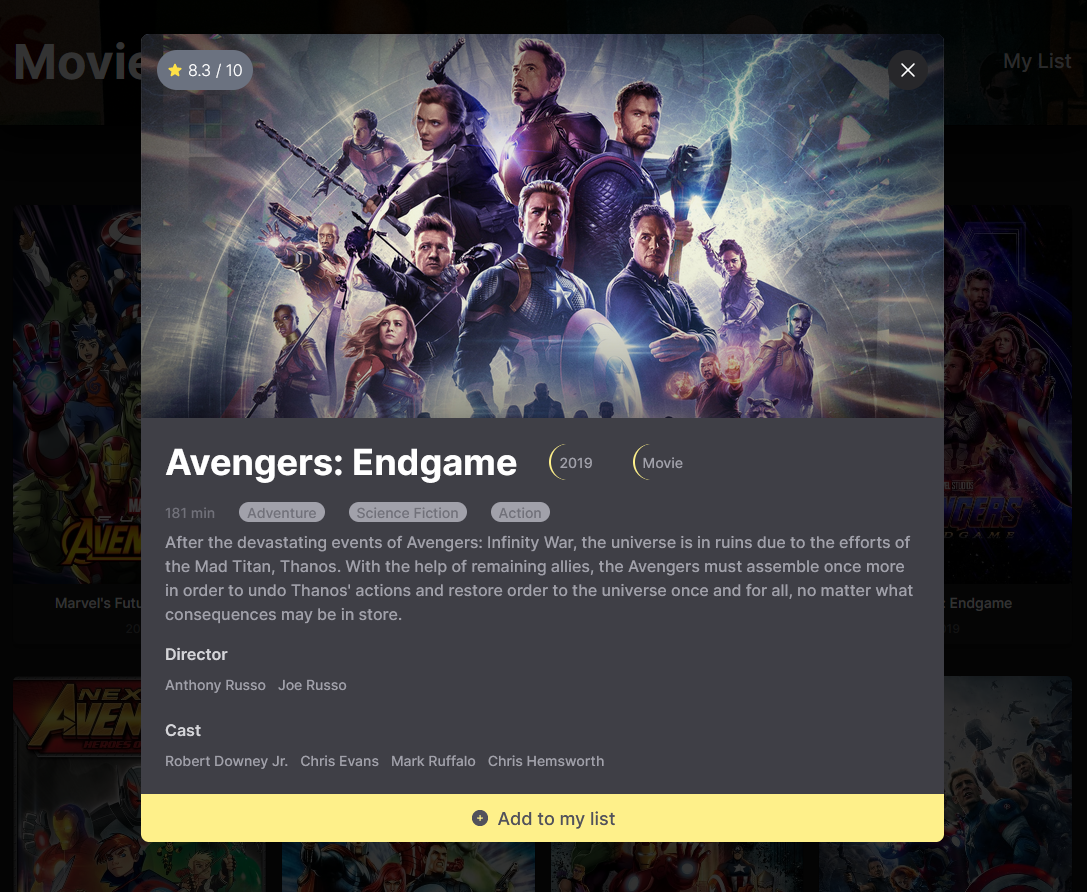 Movie
My List
8.3 / 10
Avengers: Endgame
2019
Movie
181 min
Adventure
Science Fiction
Action
After the devastating events of Avengers: Infinity War, the universe is in ruins due to the efforts of
the Mad Titan, Thanos. With the help of remaining allies, the Avengers must assemble once more
in order to undo Thanos' actions and restore order to the universe once and for all, no matter what
consequences may be in store.
Director
Anthony Russo Joe Russo
Cast
Robert Downey Jr. Chris Evans Mark Ruffalo Chris Hemsworth
Add to my list
Marvel's Futu
: Endgame
NEX
AVEN
HEROES O